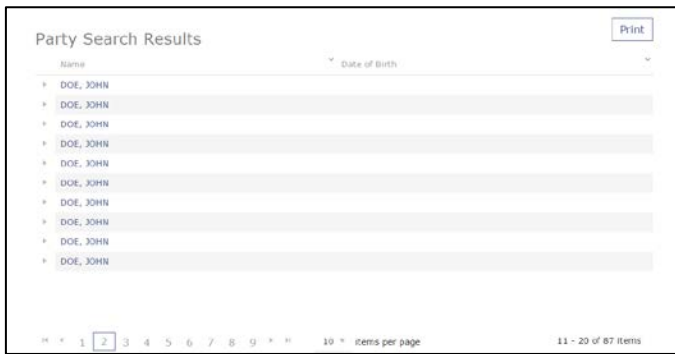 Print
Party Search Results
Name Date of Birth
DOE, JOHN
DOE, JOHN
DOE, JOHN
DOE, JOHN
DOE, JOHN
DOE, JOHN
DOE, JOHN
DOE, JOHN
DOE, JOHN
DOE, JOHN
1 2 3 4 5 6 7 8 9 10 items per page 11 - 20 of 87 items